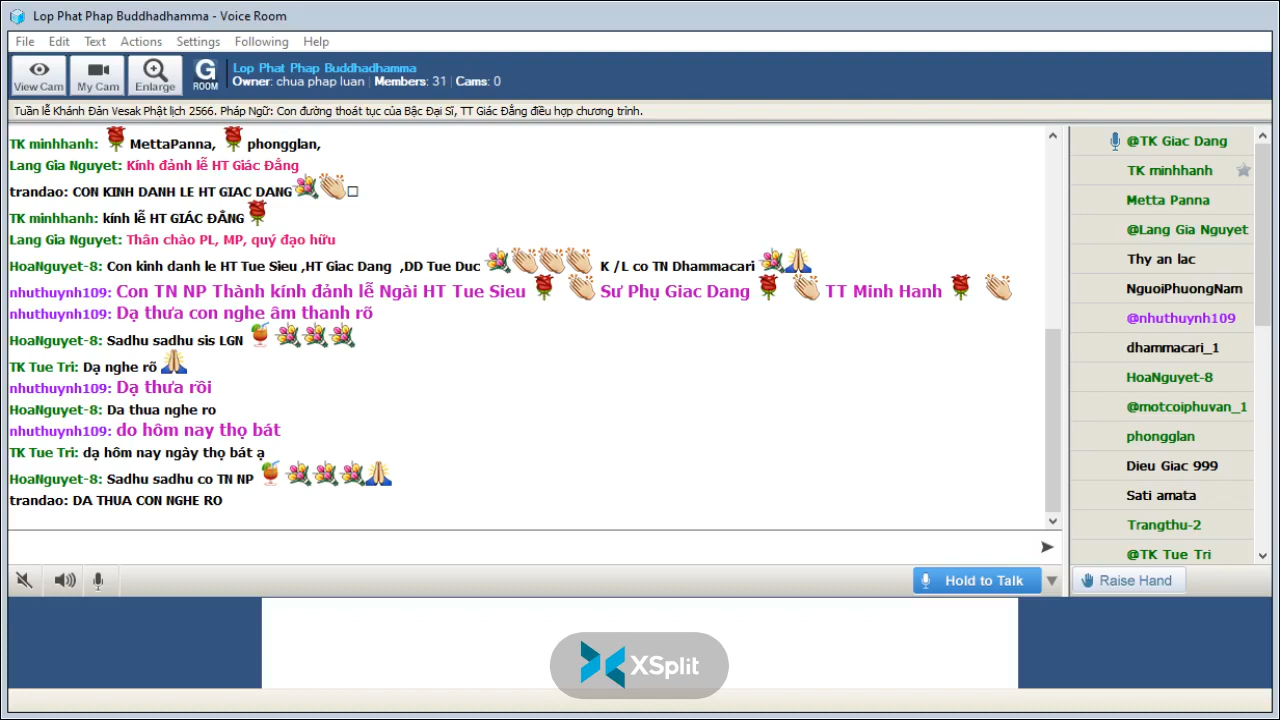 Lop Phat Phap Buddhadhamma - Voice Room
File Edit Text Actions Settings Following Help
View Cam My Cam Enlarge G ROOM
Lop Phat Phap Buddhadhamma
Owner: chua phap luan | Members: 31 | Cams: 0
Tuần lễ Khánh Đản Vesak Phật lịch 2566. Pháp Ngữ: Con đường thoát tục của Bậc Đại Sĩ, TT Giác Đẳng điều hợp chương trình.
TK minhhanh: MettaPanna, phongglan,
Lang Gia Nguyet: Kính đảnh lễ HT Giác Đẳng
trandao: CON KINH DANH LE HT GIAC DANG
TK minhhanh: kính lễ HT GIÁC ĐẲNG
Lang Gia Nguyet: Thân chào PL, MP, quý đạo hữu
HoaNguyet-8: Con kinh danh le HT Tue Sieu ,HT Giac Dang ,DD Tue Duc K /L co TN Dhammacari
nhuthuynh109: Con TN NP Thành kính đảnh lễ Ngài HT Tue Sieu Sư Phụ Giac Dang TT Minh Hanh
nhuthuynh109: Dạ thưa con nghe âm thanh rõ
HoaNguyet-8: Sadhu sadhu sis LGN
TK Tue Tri: Dạ nghe rõ
nhuthuynh109: Dạ thưa rồi
HoaNguyet-8: Da thua nghe ro
nhuthuynh109: do hôm nay thọ bát
TK Tue Tri: dạ hôm nay ngày thọ bát ạ
HoaNguyet-8: Sadhu sadhu co TN NP
trandao: DA THUA CON NGHE RO
@TK Giac Dang
TK minhhanh
Metta Panna
@Lang Gia Nguyet
Thy an lac
NguoiPhuongNam
@nhuthuynh109
dhammacari_1
HoaNguyet-8
@motcoiphuvan_1
phongglan
Dieu Giac 999
Sati amata
Trangthu-2
@TK Tue Tri
Hold to Talk
Raise Hand
XSplit